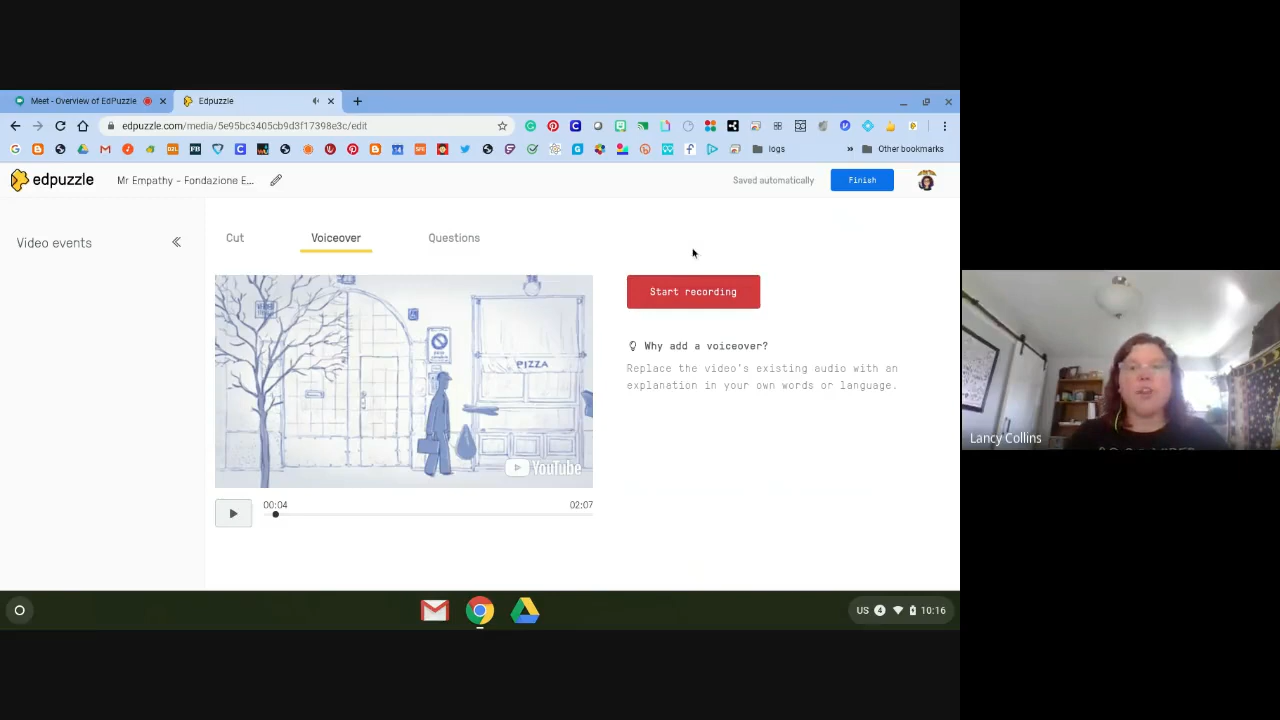 Meet - Overview of EdPuzzle
Edpuzzle
edpuzzle.com/media/5e95bc3405cb9d3f17398e3c/edit
logs
Other bookmarks
edpuzzle
Mr Empathy - Fondazione E...
Saved automatically
Finish
Video events
Cut
Voiceover
Questions
Start recording
Why add a voiceover?
Replace the video's existing audio with an
explanation in your own words or language.
PIZZA
YouTube
00:04
02:07
Lancy Collins
US 4 10:16